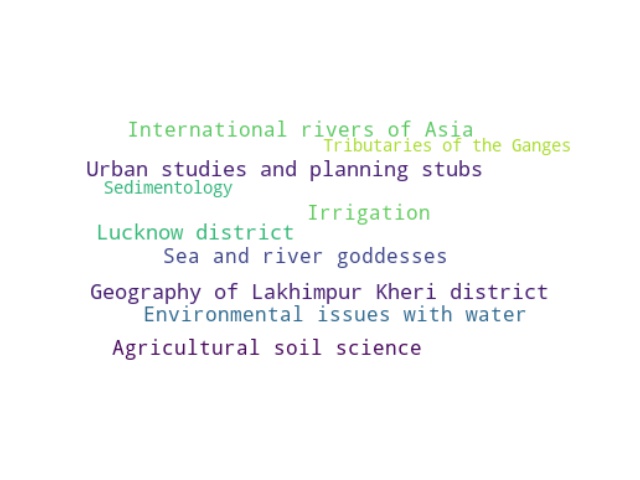 International rivers of Asia
Tributaries of the Ganges
Urban studies and planning stubs
Sedimentology
Irrigation
Lucknow district
Sea and river goddesses
Geography of Lakhimpur Kheri district
Environmental issues with water
Agricultural soil science